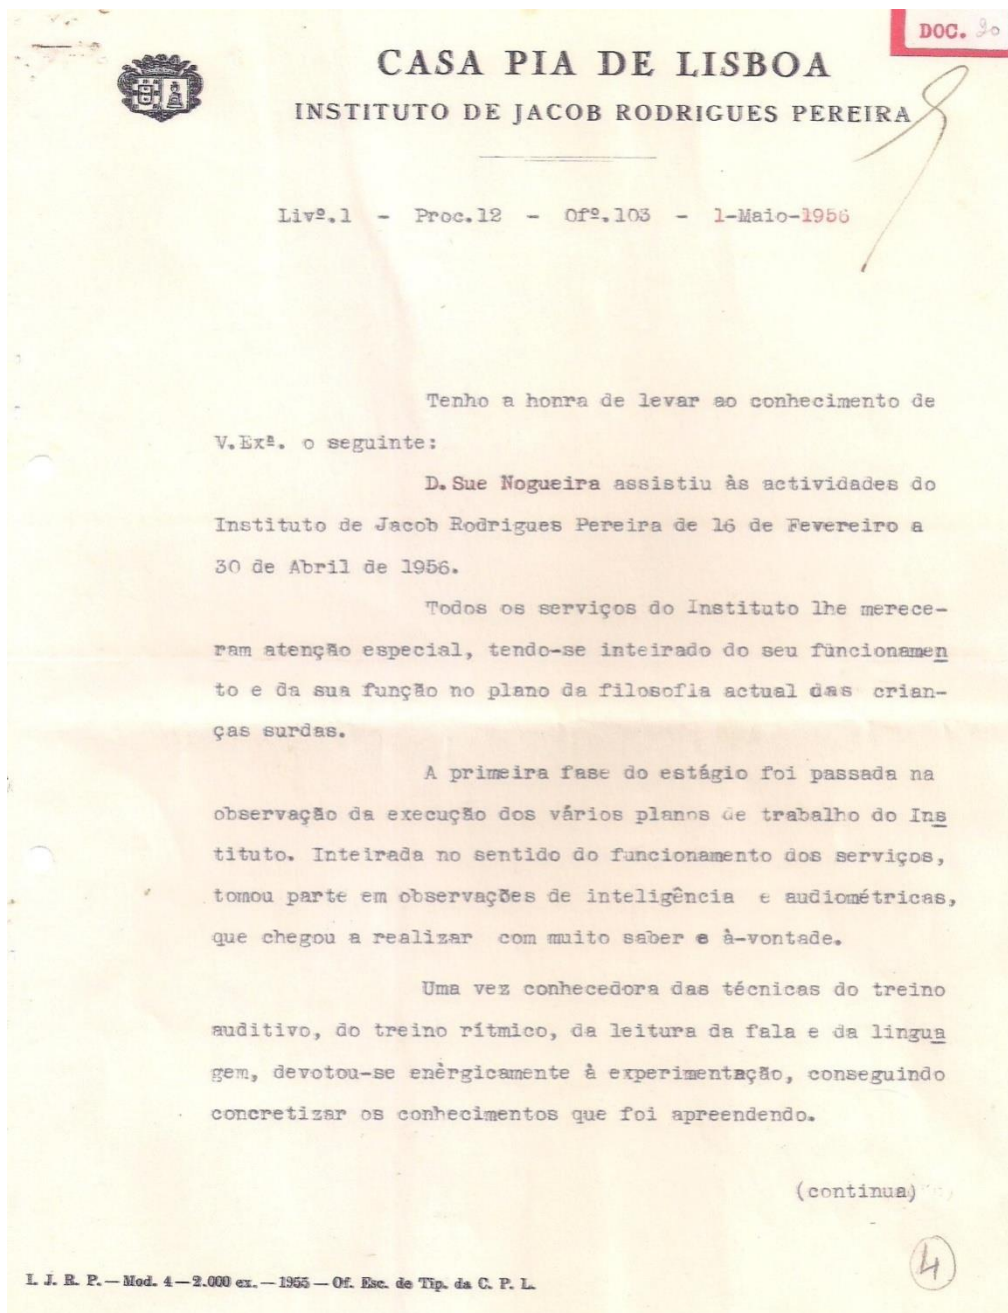 DOC. 90
CASA PIA DE LISBOA
INSTITUTO DE JACOB RODRIGUES PEREIRA
Livº.1 - Proc.12 - Ofº.103 - 1-Maio-1956
Tenho a honra de levar ao conhecimento de
V.Exª. o seguinte:
D.Sue Nogueira assistiu às actividades do
Instituto de Jacob Rodrigues Pereira de 16 de Fevereiro a
30 de Abril de 1956.
Todos os serviços do Instituto lhe merece-
ram atenção especial, tendo-se inteirado do seu funcionamen
to e da sua função no plano da filosofia actual das crian-
ças surdas.
A primeira fase do estágio foi passada na
observação da execução dos vários planos de trabalho do Ins
tituto. Inteirada no sentido do funcionamento dos serviços,
tomou parte em observações de inteligência e audiométricas,
que chegou a realizar com muito saber e à-vontade.
Uma vez conhecedora das técnicas do treino
auditivo, do treino rítmico, da leitura da fala e da lingua
gem, devotou-se enèrgicamente à experimentação, conseguindo
concretizar os conhecimentos que foi apreendendo.
(continua)
4
I. J. R. P. — Mod. 4 — 2.000 ex. — 1955 — Of. Esc. de Tip. da C. P. L.